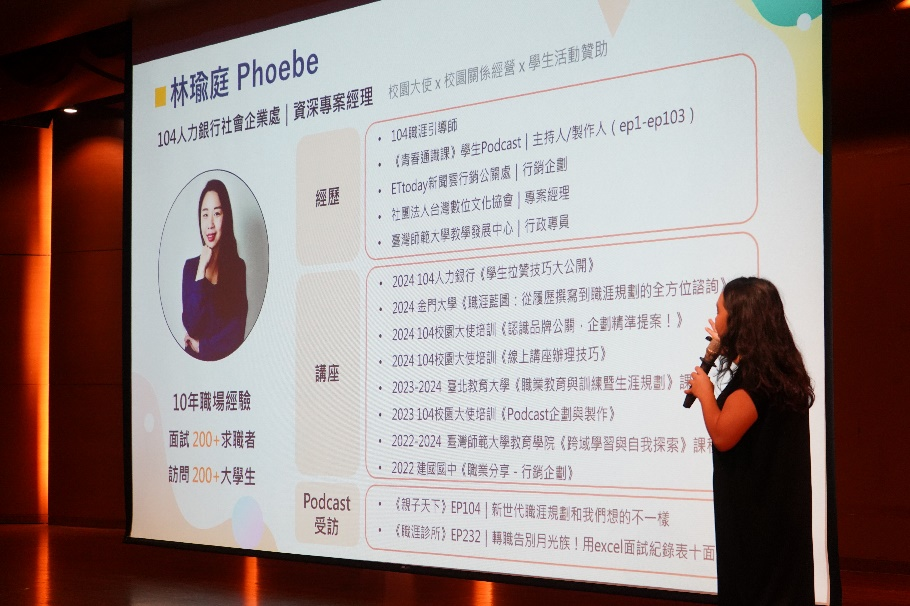 林瑜庭 Phoebe
104人力銀行社會企業處｜資深專案經理
校園大使 x 校園關係經營 x 學生活動贊助
10年職場經驗
面試 200+求職者
訪問 200+大學生
經歷
• 104職涯引導師
• 《青春通識課》學生Podcast｜主持人/製作人（ep1-ep103）
• ETtoday新聞雲行銷公關處｜行銷企劃
• 社團法人台灣數位文化協會｜專案經理
• 臺灣師範大學教學發展中心｜行政專員
講座
• 2024 104人力銀行《學生拉贊技巧大公開》
• 2024 金門大學《職涯藍圖：從履歷撰寫到職涯規劃的全方位諮詢》
• 2024 104校園大使培訓《認識品牌公關，企劃精準提案！》
• 2024 104校園大使培訓《線上講座辦理技巧》
• 2023-2024 臺北教育大學《職業教育與訓練暨生涯規劃》課
• 2023 104校園大使培訓《Podcast企劃與製作》
• 2022-2024 臺灣師範大學教育學院《跨域學習與自我探索》課程
• 2022 建國國中《職業分享 - 行銷企劃》
Podcast
受訪
• 《親子天下》EP104｜新世代職涯規劃和我們想的不一樣
• 《職涯診所》EP232｜轉職告別月光族！用excel面試紀錄表十面